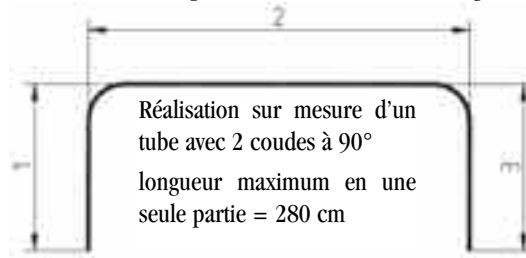 2
Réalisation sur mesure d'un
tube avec 2 coudes à 90°
longueur maximum en une
seule partie = 280 cm
1
3